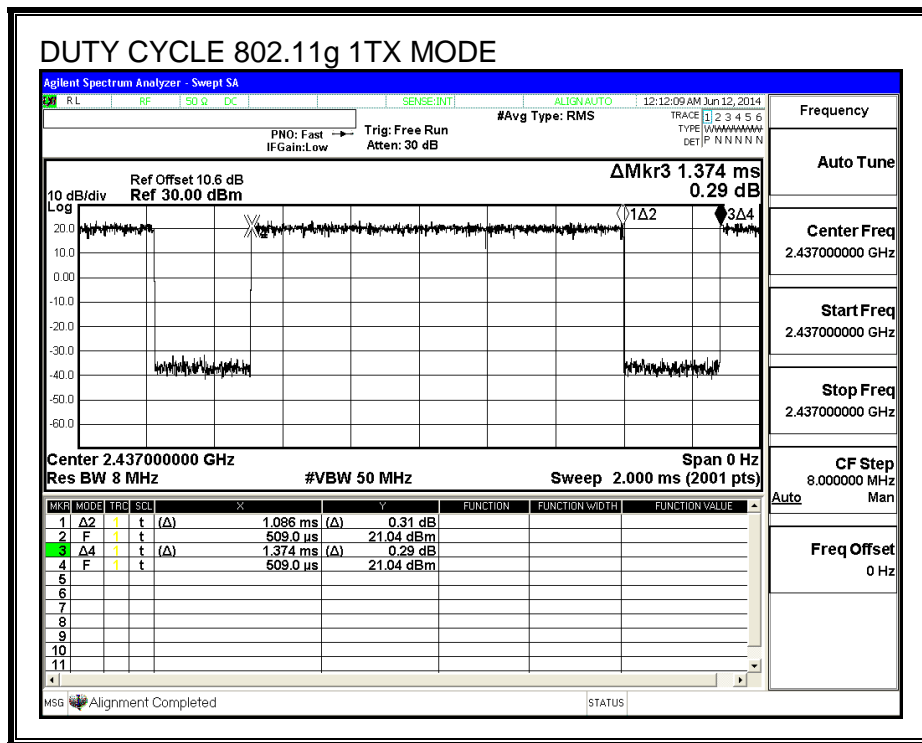 DUTY CYCLE 802.11g 1TX MODE
Agilent Spectrum Analyzer - Swept SA
RL RF 50 Ω DC SENSE:INT ALIGN AUTO 12:12:09 AM Jun 12, 2014
PNO: Fast
IFGain:Low
Trig: Free Run
Atten: 30 dB
#Avg Type: RMS
TRACE 1 2 3 4 5 6
TYPE
DET P N N N N N
Frequency
Auto Tune
Center Freq
2.437000000 GHz
Start Freq
2.437000000 GHz
Stop Freq
2.437000000 GHz
CF Step
8.000000 MHz
Auto Man
Freq Offset
0 Hz
ΔMkr3 1.374 ms
0.29 dB
Ref Offset 10.6 dB
10 dB/div Ref 30.00 dBm
Log
1Δ2
3Δ4
20.0
10.0
0.00
-10.0
-20.0
-30.0
-40.0
-50.0
-60.0
Center 2.437000000 GHz Span 0 Hz
Res BW 8 MHz #VBW 50 MHz Sweep 2.000 ms (2001 pts)
MKR MODE TRC SCL X Y FUNCTION FUNCTION WIDTH FUNCTION VALUE
1 Δ2 1 t (Δ) 1.086 ms (Δ) 0.31 dB
2 F 1 t 509.0 µs 21.04 dBm
3 Δ4 1 t (Δ) 1.374 ms (Δ) 0.29 dB
4 F 1 t 509.0 µs 21.04 dBm
5
6
7
8
9
10
11
MSG Alignment Completed STATUS